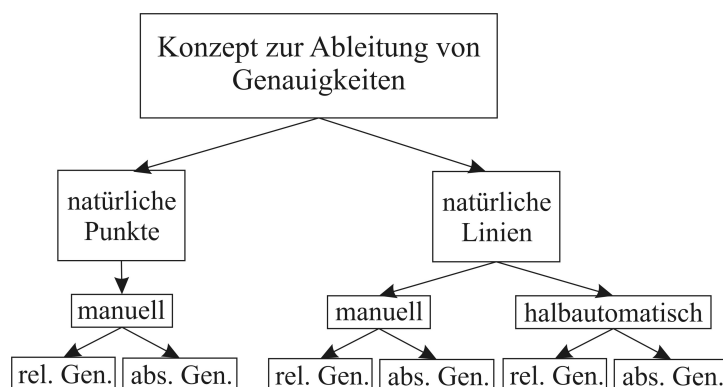 Konzept zur Ableitung von
Genauigkeiten
natürliche
Punkte
natürliche
Linien
manuell
manuell
halbautomatisch
rel. Gen.
abs. Gen.
rel. Gen.
abs. Gen.
rel. Gen.
abs. Gen.